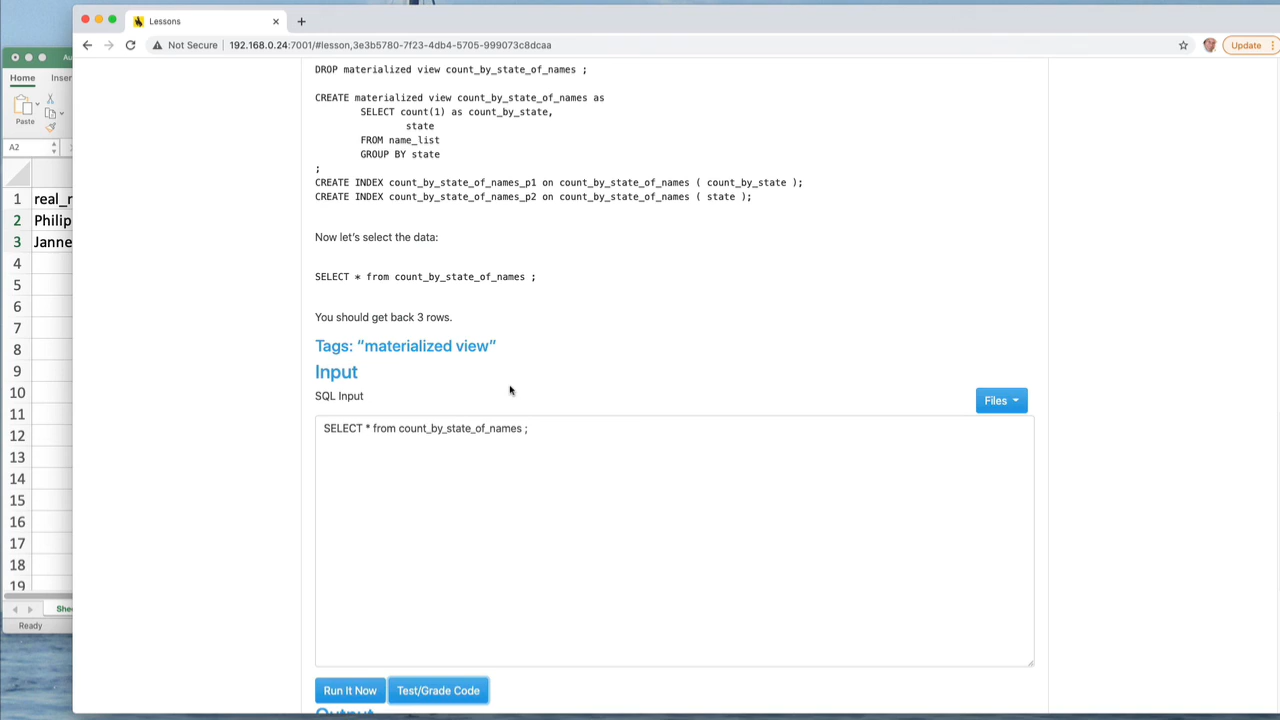 Lessons
Not Secure
192.168.0.24:7001/#lesson,3e3b5780-7f23-4db4-5705-999073c8dcaa
Update
Home
Paste
A2
1
2
3
4
5
6
7
8
9
10
11
12
13
14
15
16
17
18
19
Philip
Janne
Ready
DROP materialized view count_by_state_of_names ;
CREATE materialized view count_by_state_of_names as
SELECT count(1) as count_by_state,
state
FROM name_list
GROUP BY state
;
CREATE INDEX count_by_state_of_names_p1 on count_by_state_of_names ( count_by_state );
CREATE INDEX count_by_state_of_names_p2 on count_by_state_of_names ( state );
Now let’s select the data:
SELECT * from count_by_state_of_names ;
You should get back 3 rows.
Tags: “materialized view”
Input
SQL Input
Files
SELECT * from count_by_state_of_names ;
Run It Now
Test/Grade Code
Output